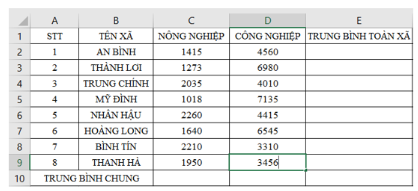 A B C D E
1 STT TÊN XÃ NÔNG NGHIỆP CÔNG NGHIỆP TRUNG BÌNH TOÀN XÃ
2 1 AN BÌNH 1415 4560
3 2 THÀNH LOI 1273 6980
4 3 TRUNG CHÍNH 2035 4010
5 4 MỸ ĐÌNH 1018 7135
6 5 NHÂN HẬU 2260 4415
7 6 HOÀNG LONG 1640 6545
8 7 BÌNH TÍN 2210 3310
9 8 THANH HÀ 1950 3456
10 TRUNG BÌNH CHUNG